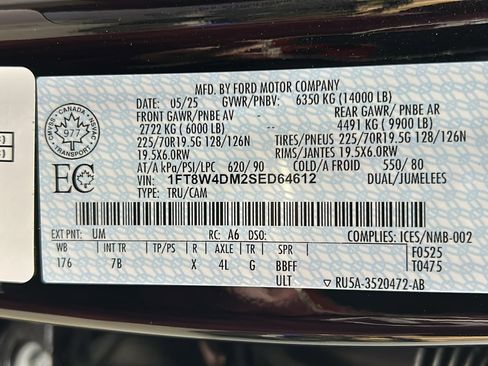 MFD. BY FORD MOTOR COMPANY
DATE: 05/25 GVWR/PNBV: 6350 KG (14000 LB)
FRONT GAWR/PNBE AV REAR GAWR/PNBE AR
2722 KG (6000 LB) 4491 KG (9900 LB)
225/70R19.5G 128/126N TIRES/PNEUS 225/70R19.5G 128/126N
19.5X6.0RW RIMS/JANTES 19.5X6.0RW
AT/A kPa/PSI/LPC 620/ 90 COLD/A FROID 550/ 80
VIN: 1FT8W4DM2SED64612 DUAL/JUMELEES
TYPE: TRU/CAM
CANADA
CMVSS NSVAC
977
TRANSPORT
EC
EXT PNT: UM RC: A6 DSO: COMPLIES: ICES/NMB-002
WB INT TR TP/PS R AXLE TR SPR F0525
176 7B X 4L G BBFF T0475
ULT ▽ RU5A-3520472-AB